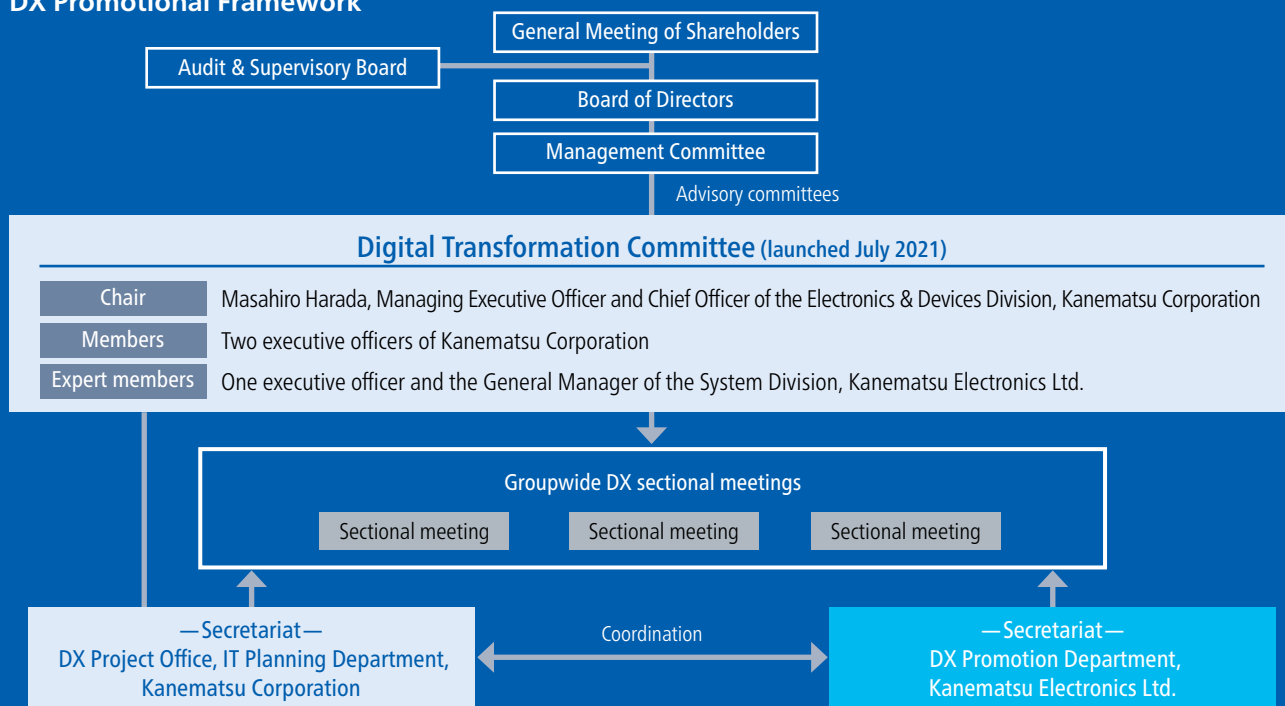 DX Promotional Framework
General Meeting of Shareholders
Audit & Supervisory Board
Board of Directors
Management Committee
Advisory committees
Digital Transformation Committee (launched July 2021)
Chair Masahiro Harada, Managing Executive Officer and Chief Officer of the Electronics & Devices Division, Kanematsu Corporation
Members Two executive officers of Kanematsu Corporation
Expert members One executive officer and the General Manager of the System Division, Kanematsu Electronics Ltd.
Groupwide DX sectional meetings
Sectional meeting Sectional meeting Sectional meeting
—Secretariat—
DX Project Office, IT Planning Department,
Kanematsu Corporation
Coordination
—Secretariat—
DX Promotion Department,
Kanematsu Electronics Ltd.